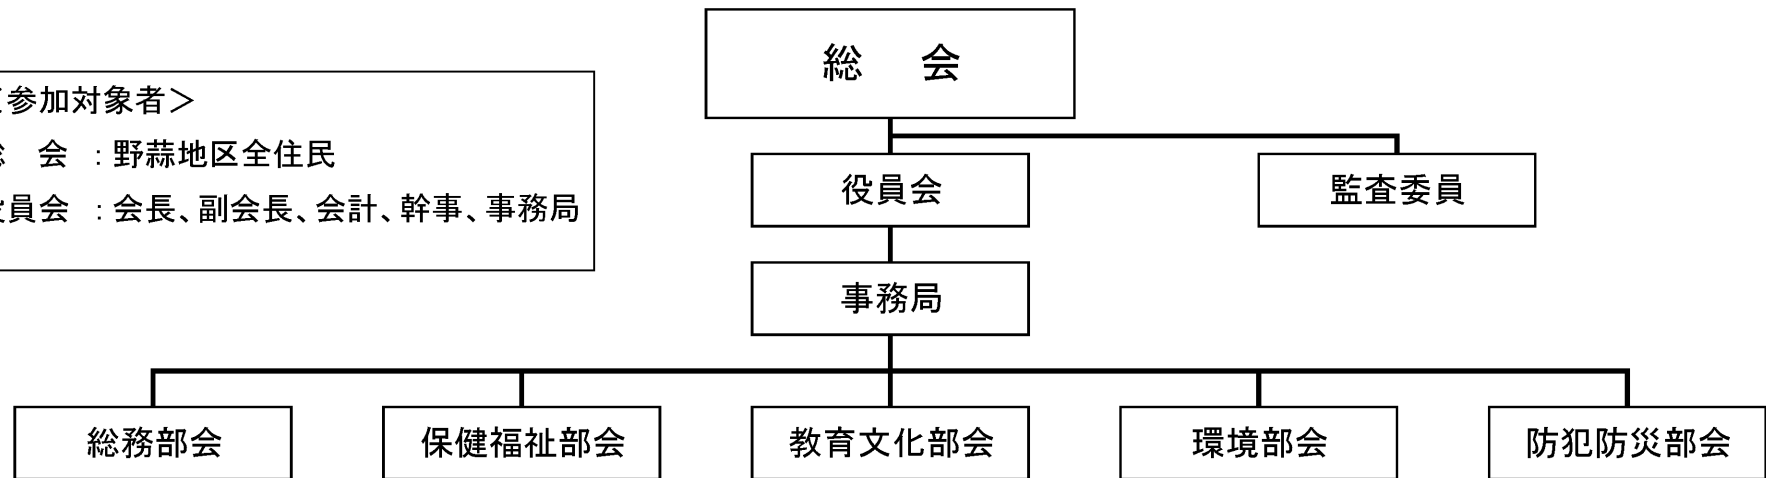 総　会
参加対象者＞
会　：野蒜地区全住民
員会　：会長、副会長、会計、幹事、事務局
役員会
監査委員
事務局
総務部会
保健福祉部会
教育文化部会
環境部会
防犯防災部会